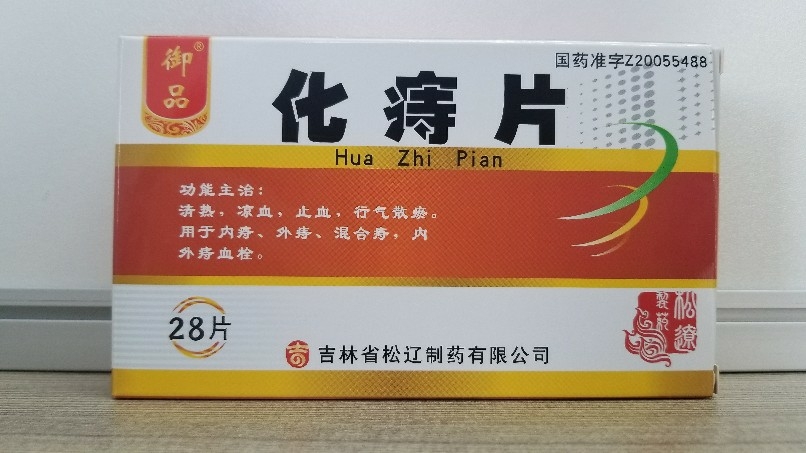 御品®
国药准字Z20055488
化痔片
Hua Zhi Pian
功能主治：
清热，凉血，止血，行气散瘀。
用于内痔、外痔、混合痔，内
外痔血栓。
28片
吉 吉林省松辽制药有限公司
松辽
制药